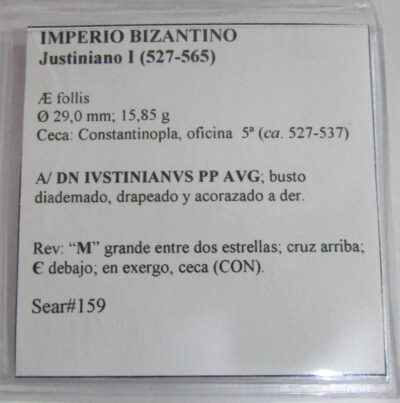 IMPERIO BIZANTINO
Justiniano I (527-565)
Æ follis
Ø 29,0 mm; 15,85 g
Ceca: Constantinopla, oficina 5ª (ca. 527-537)
A/ DN IVSTINIANVS PP AVG; busto
diademado, drapeado y acorazado a der.
Rev: “M” grande entre dos estrellas; cruz arriba;
Є debajo; en exergo, ceca (CON).
Sear#159